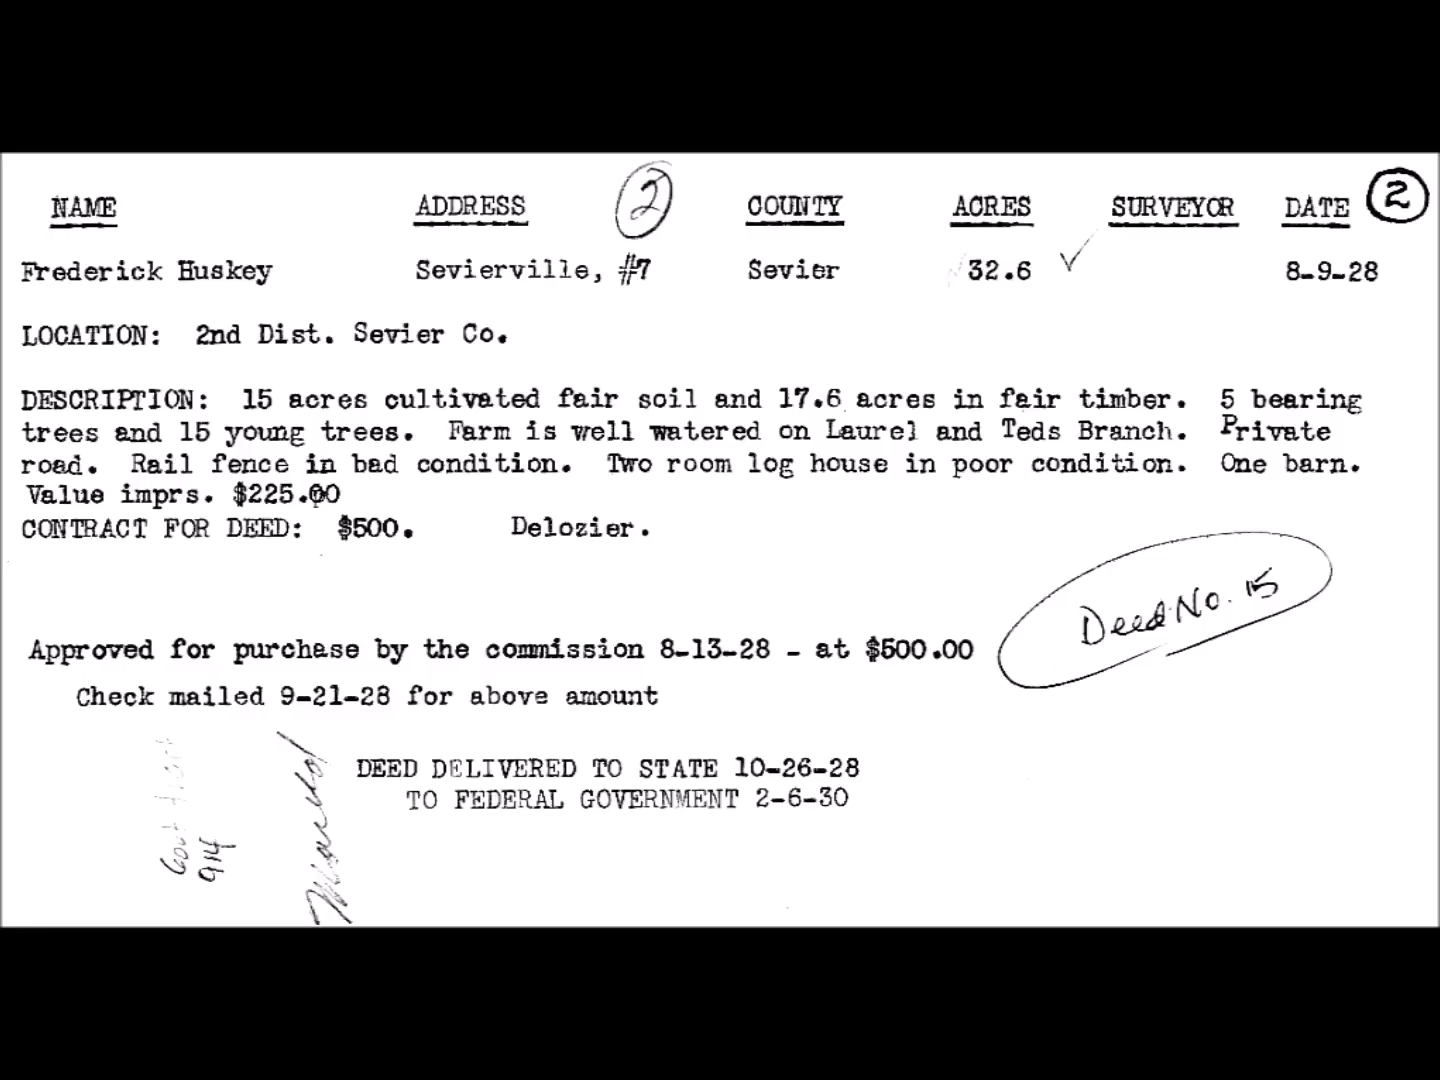 NAME ADDRESS 2 COUNTY ACRES SURVEYOR DATE 2
Frederick Huskey Sevierville, #7 Sevier 32.6 ✓ 8-9-28
LOCATION: 2nd Dist. Sevier Co.
DESCRIPTION: 15 acres cultivated fair soil and 17.6 acres in fair timber. 5 bearing
trees and 15 young trees. Farm is well watered on Laurel and Teds Branch. Private
road. Rail fence in bad condition. Two room log house in poor condition. One barn.
Value imprs. $225.00
CONTRACT FOR DEED: $500. Delozier.
Deed No. 15
Approved for purchase by the commission 8-13-28 - at $500.00
Check mailed 9-21-28 for above amount
DEED DELIVERED TO STATE 10-26-28
TO FEDERAL GOVERNMENT 2-6-30
914